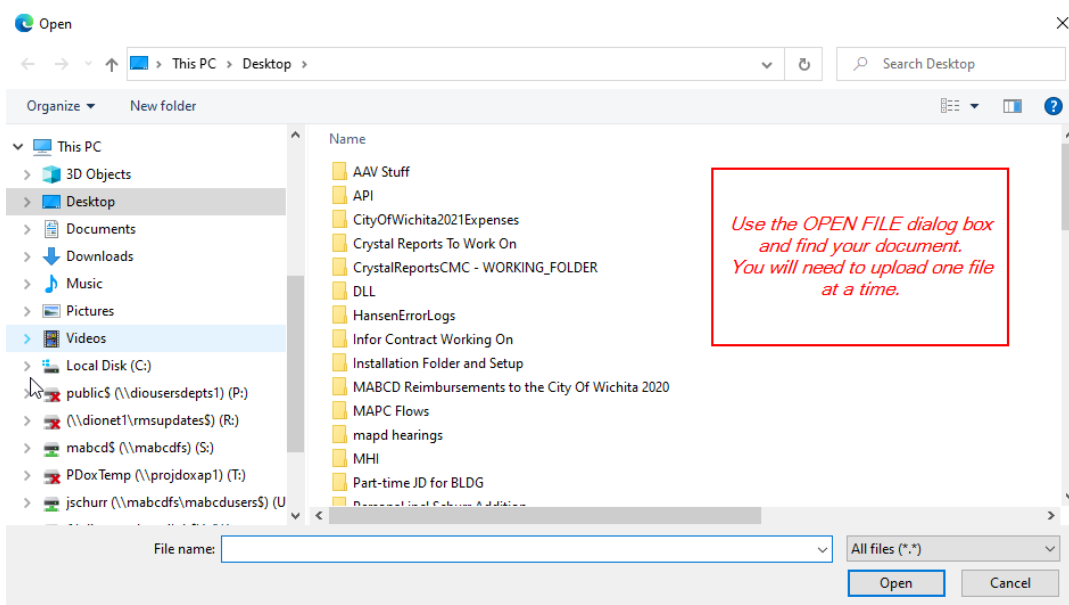 Open
This PC > Desktop >
Search Desktop
Organize
New folder
This PC
3D Objects
Desktop
Documents
Downloads
Music
Pictures
Videos
Local Disk (C:)
public$ (\\diousersdepts1) (P:)
(\\dionet1\rmsupdates$) (R:)
mabcd$ (\\mabcdfs) (S:)
PDoxTemp (\\projdoxap1) (T:)
jschurr (\\mabcdfs\mabcdusers$) (U
Name
AAV Stuff
API
CityOfWichita2021Expenses
Crystal Reports To Work On
CrystalReportsCMC - WORKING_FOLDER
DLL
HansenErrorLogs
Infor Contract Working On
Installation Folder and Setup
MABCD Reimbursements to the City Of Wichita 2020
MAPC Flows
mapd hearings
MHI
Part-time JD for BLDG
Use the OPEN FILE dialog box
and find your document.
You will need to upload one file
at a time.
File name:
All files (*.*)
Open
Cancel